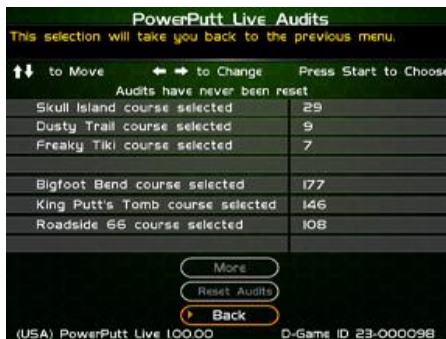 PowerPutt Live Audits
This selection will take you back to the previous menu.
to Move to Change Press Start to Choose
Audits have never been reset
Skull Island course selected 29
Dusty Trail course selected 9
Freaky Tiki course selected 7
Bigfoot Bend course selected 177
King Putt's Tomb course selected 146
Roadside 66 course selected 108
More
Reset Audits
Back
(USA) PowerPutt Live 1.00.00 D-Game ID 23-000098